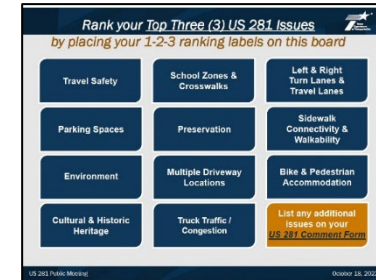 Rank your Top Three (3) US 281 Issues
by placing your 1-2-3 ranking labels on this board
Travel Safety
School Zones &
Crosswalks
Left & Right
Turn Lanes &
Travel Lanes
Parking Spaces
Preservation
Sidewalk
Connectivity &
Walkability
Environment
Multiple Driveway
Locations
Bike & Pedestrian
Accommodation
Cultural & Historic
Heritage
Truck Traffic /
Congestion
List any additional
issues on your
US 281 Comment Form
US 281 Public Meeting
October 18, 202